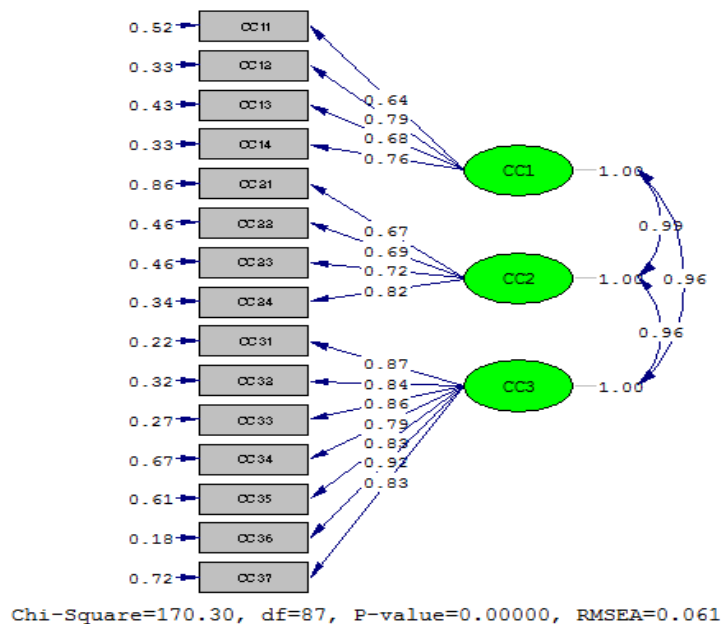 0.52 CC11
0.33 CC12
0.43 CC13
0.33 CC14
0.86 CC21
0.46 CC22
0.46 CC23
0.34 CC24
0.22 CC31
0.32 CC32
0.27 CC33
0.67 CC34
0.61 CC35
0.18 CC36
0.72 CC37
0.64
0.79
0.68
0.76
0.67
0.69
0.72
0.82
0.87
0.84
0.86
0.79
0.83
0.92
0.83
CC1 1.00
CC2 1.00
CC3 1.00
0.99
0.96
0.96
Chi-Square=170.30, df=87, P-value=0.00000, RMSEA=0.061